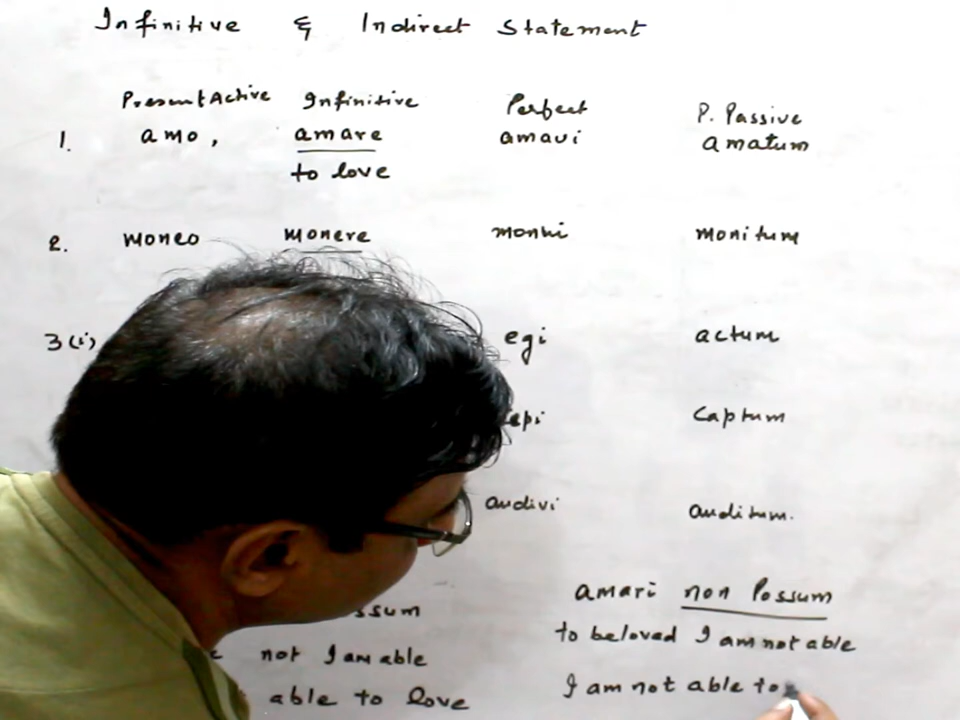 Infinitive & Indirect Statement
Present Active Infinitive Perfect P. Passive
1. amo, amare amavi amatum
to love
2. moneo monere monui monitum
3(i) egi actum
captum
audivi auditum.
amari non Possum
to beloved I am not able
not I am able
I am not able to
able to love